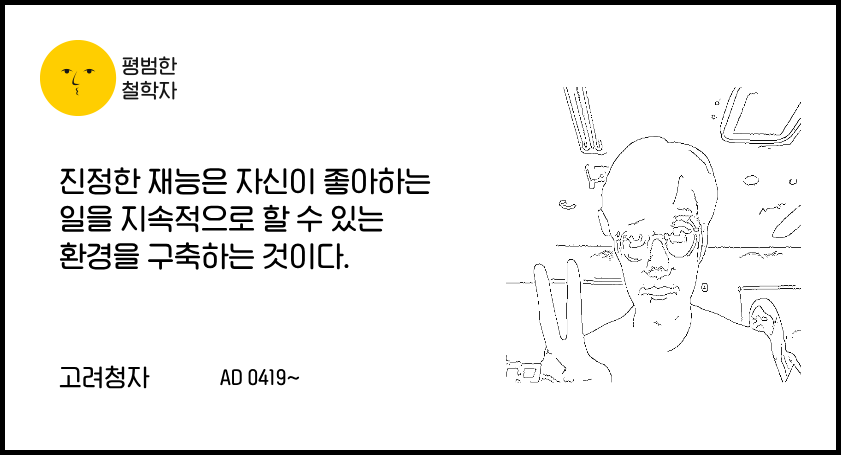 평범한
철학자
진정한 재능은 자신이 좋아하는
일을 지속적으로 할 수 있는
환경을 구축하는 것이다.
고려청자 AD 0419~